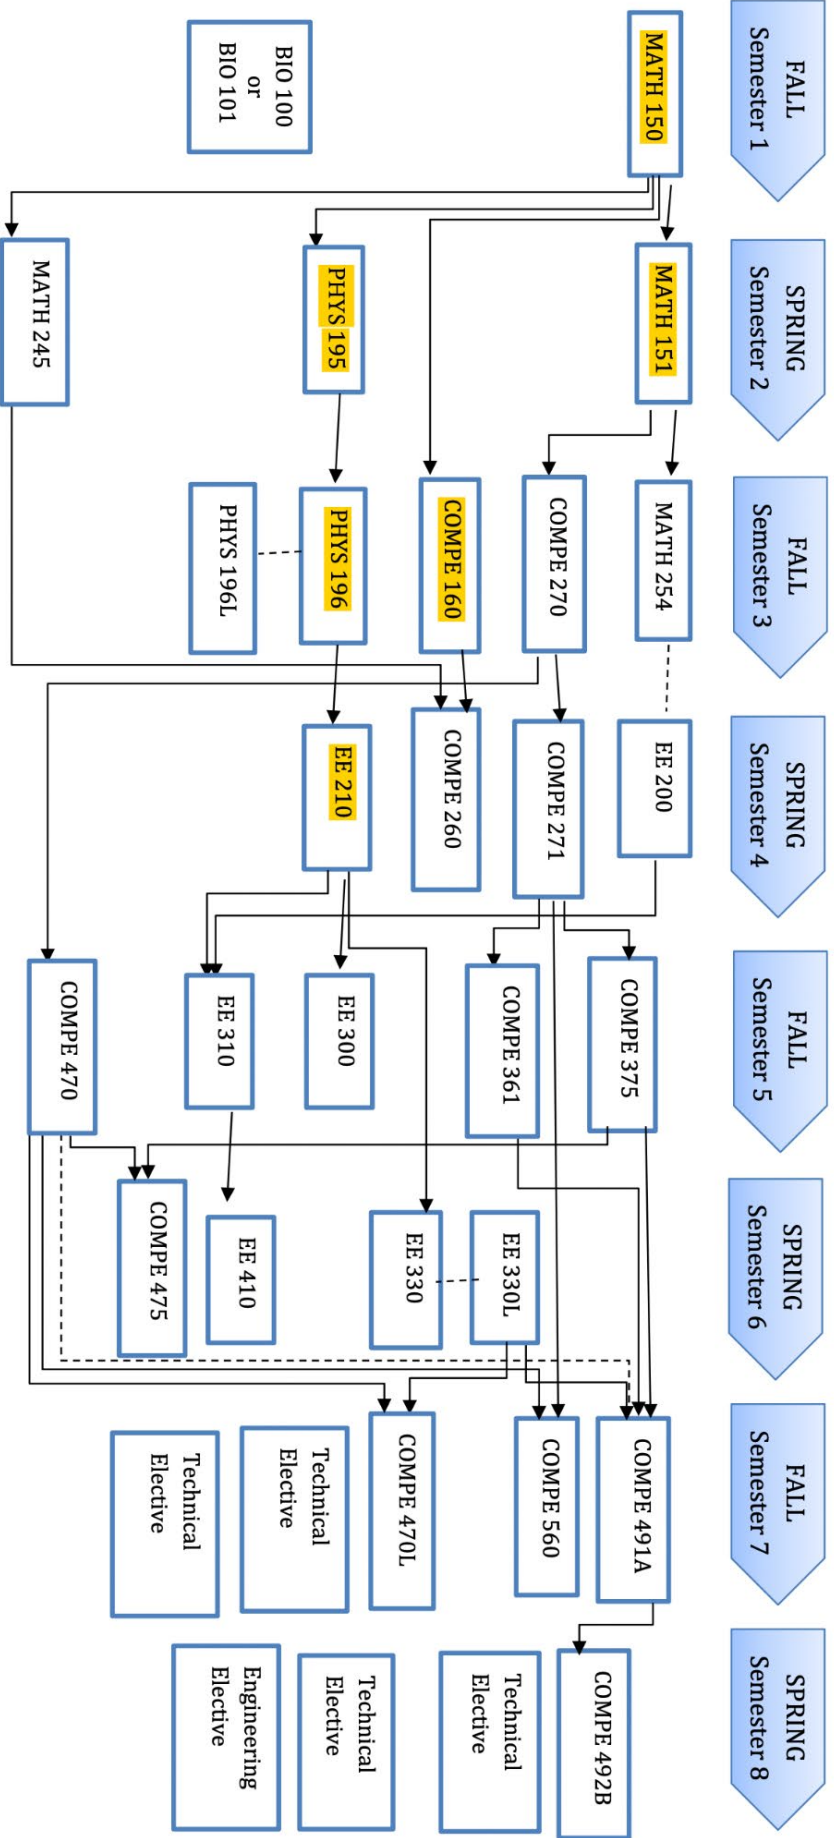 FALL
Semester 1
SPRING
Semester 2
FALL
Semester 3
SPRING
Semester 4
FALL
Semester 5
SPRING
Semester 6
FALL
Semester 7
SPRING
Semester 8
MATH 150
BIO 100
or
BIO 101
MATH 151
PHYS 195
MATH 245
MATH 254
COMPE 270
COMPE 160
PHYS 196
PHYS 196L
EE 200
COMPE 271
COMPE 260
EE 210
COMPE 375
COMPE 361
EE 300
EE 310
COMPE 470
EE 330L
EE 330
EE 410
COMPE 475
COMPE 491A
COMPE 560
COMPE 470L
Technical
Elective
Technical
Elective
COMPE 492B
Technical
Elective
Technical
Elective
Engineering
Elective